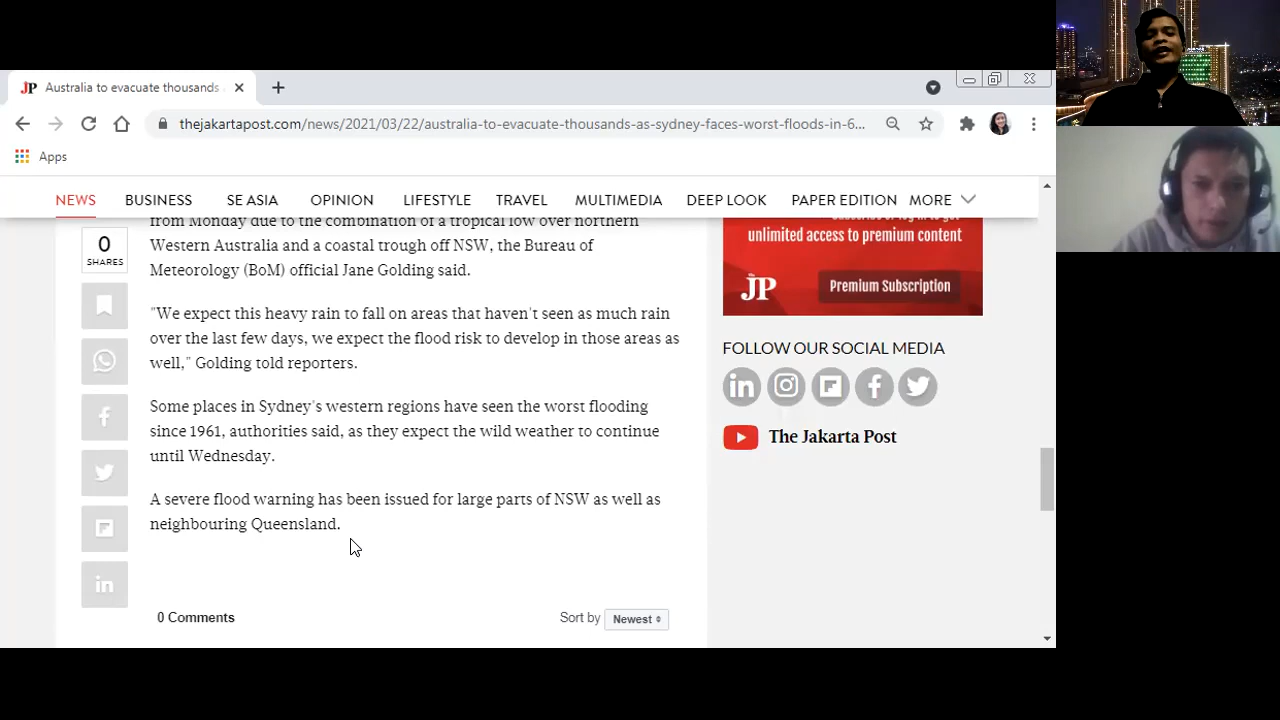 JP Australia to evacuate thousands
thejakartapost.com/news/2021/03/22/australia-to-evacuate-thousands-as-sydney-faces-worst-floods-in-6...
Apps
NEWS BUSINESS SE ASIA OPINION LIFESTYLE TRAVEL MULTIMEDIA DEEP LOOK PAPER EDITION MORE
0
SHARES
from Monday due to the combination of a tropical low over northern
Western Australia and a coastal trough off NSW, the Bureau of
Meteorology (BoM) official Jane Golding said.
"We expect this heavy rain to fall on areas that haven't seen as much rain
over the last few days, we expect the flood risk to develop in those areas as
well," Golding told reporters.
Some places in Sydney's western regions have seen the worst flooding
since 1961, authorities said, as they expect the wild weather to continue
until Wednesday.
A severe flood warning has been issued for large parts of NSW as well as
neighbouring Queensland.
0 Comments
Sort by Newest
unlimited access to premium content
JP Premium Subscription
FOLLOW OUR SOCIAL MEDIA
The Jakarta Post